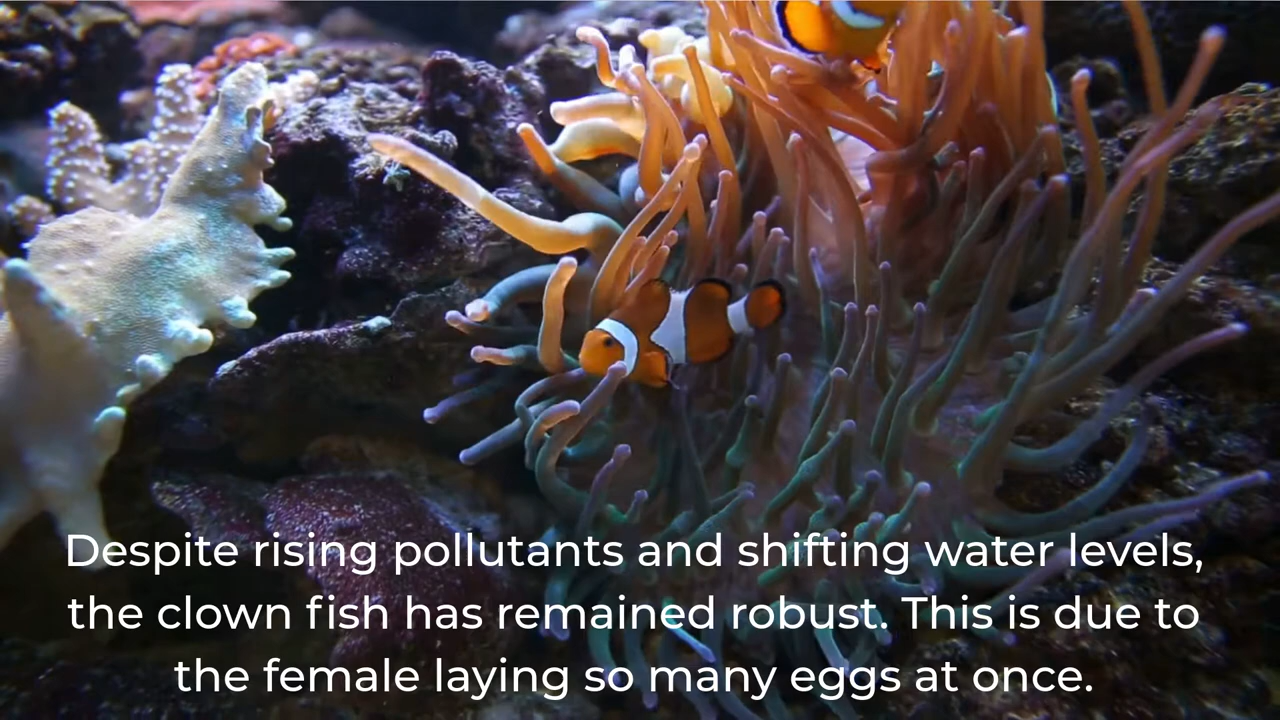 Despite rising pollutants and shifting water levels,
the clown fish has remained robust. This is due to
the female laying so many eggs at once.